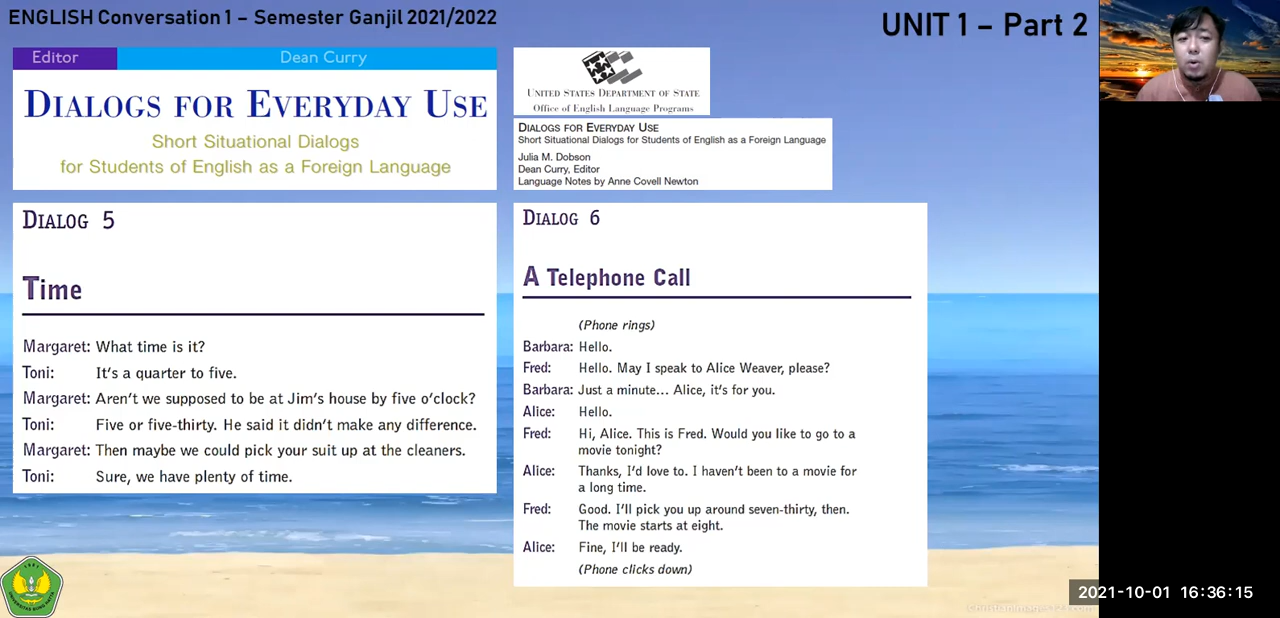 ENGLISH Conversation 1 – Semester Ganjil 2021/2022
UNIT 1 – Part 2
Editor
Dean Curry
DIALOGS FOR EVERYDAY USE
Short Situational Dialogs
for Students of English as a Foreign Language
UNITED STATES DEPARTMENT OF STATE
Office of English Language Programs
DIALOGS FOR EVERYDAY USE
Short Situational Dialogs for Students of English as a Foreign Language
Julia M. Dobson
Dean Curry, Editor
Language Notes by Anne Covell Newton
DIALOG 5
Time
Margaret: What time is it?
Toni: It's a quarter to five.
Margaret: Aren't we supposed to be at Jim's house by five o'clock?
Toni: Five or five-thirty. He said it didn't make any difference.
Margaret: Then maybe we could pick your suit up at the cleaners.
Toni: Sure, we have plenty of time.
DIALOG 6
A Telephone Call
(Phone rings)
Barbara: Hello.
Fred: Hello. May I speak to Alice Weaver, please?
Barbara: Just a minute... Alice, it's for you.
Alice: Hello.
Fred: Hi, Alice. This is Fred. Would you like to go to a
movie tonight?
Alice: Thanks, I'd love to. I haven't been to a movie for
a long time.
Fred: Good. I'll pick you up around seven-thirty, then.
The movie starts at eight.
Alice: Fine, I'll be ready.
(Phone clicks down)
UNIVERSITAS BUNG HATTA
2021-10-01 16:36:15